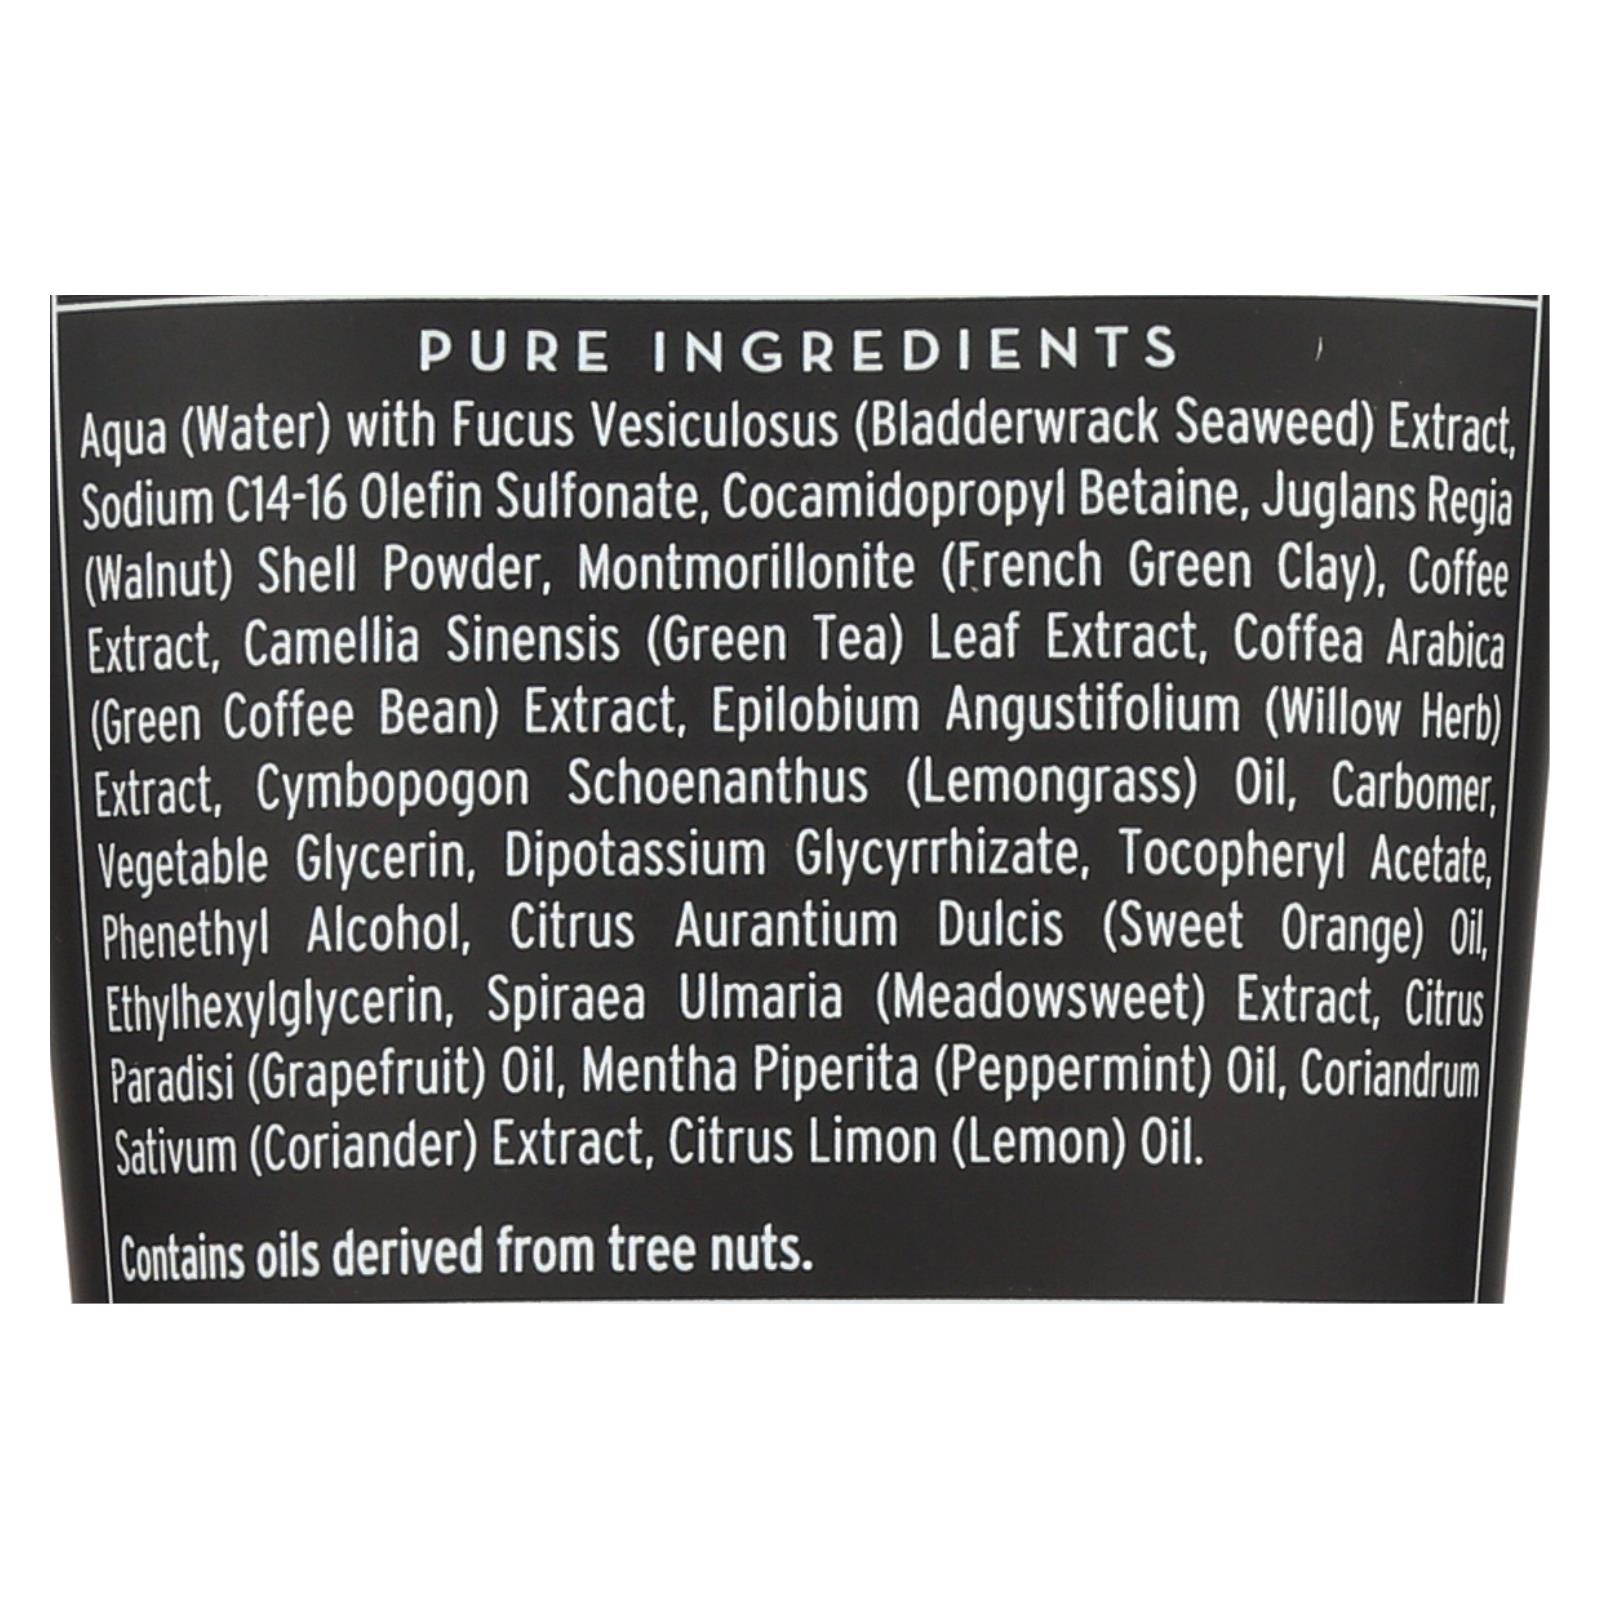 PURE INGREDIENTS
Aqua (Water) with Fucus Vesiculosus (Bladderwrack Seaweed) Extract,
Sodium C14-16 Olefin Sulfonate, Cocamidopropyl Betaine, Juglans Regia
(Walnut) Shell Powder, Montmorillonite (French Green Clay), Coffee
Extract, Camellia Sinensis (Green Tea) Leaf Extract, Coffea Arabica
(Green Coffee Bean) Extract, Epilobium Angustifolium (Willow Herb)
Extract, Cymbopogon Schoenanthus (Lemongrass) Oil, Carbomer,
Vegetable Glycerin, Dipotassium Glycyrrhizate, Tocopheryl Acetate,
Phenethyl Alcohol, Citrus Aurantium Dulcis (Sweet Orange) Oil,
Ethylhexylglycerin, Spiraea Ulmaria (Meadowsweet) Extract, Citrus
Paradisi (Grapefruit) Oil, Mentha Piperita (Peppermint) Oil, Coriandrum
Sativum (Coriander) Extract, Citrus Limon (Lemon) Oil.
Contains oils derived from tree nuts.